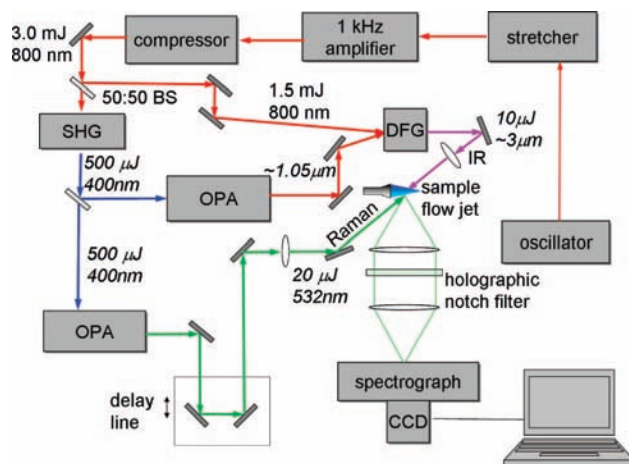 3.0 mJ
800 nm
compressor
1 kHz
amplifier
stretcher
50:50 BS
1.5 mJ
800 nm
SHG
DFG
10μJ
~3μm
IR
500 μJ
400nm
OPA
~1.05μm
sample
flow jet
oscillator
Raman
500 μJ
400nm
20 μJ
532nm
holographic
notch filter
OPA
delay
line
spectrograph
CCD